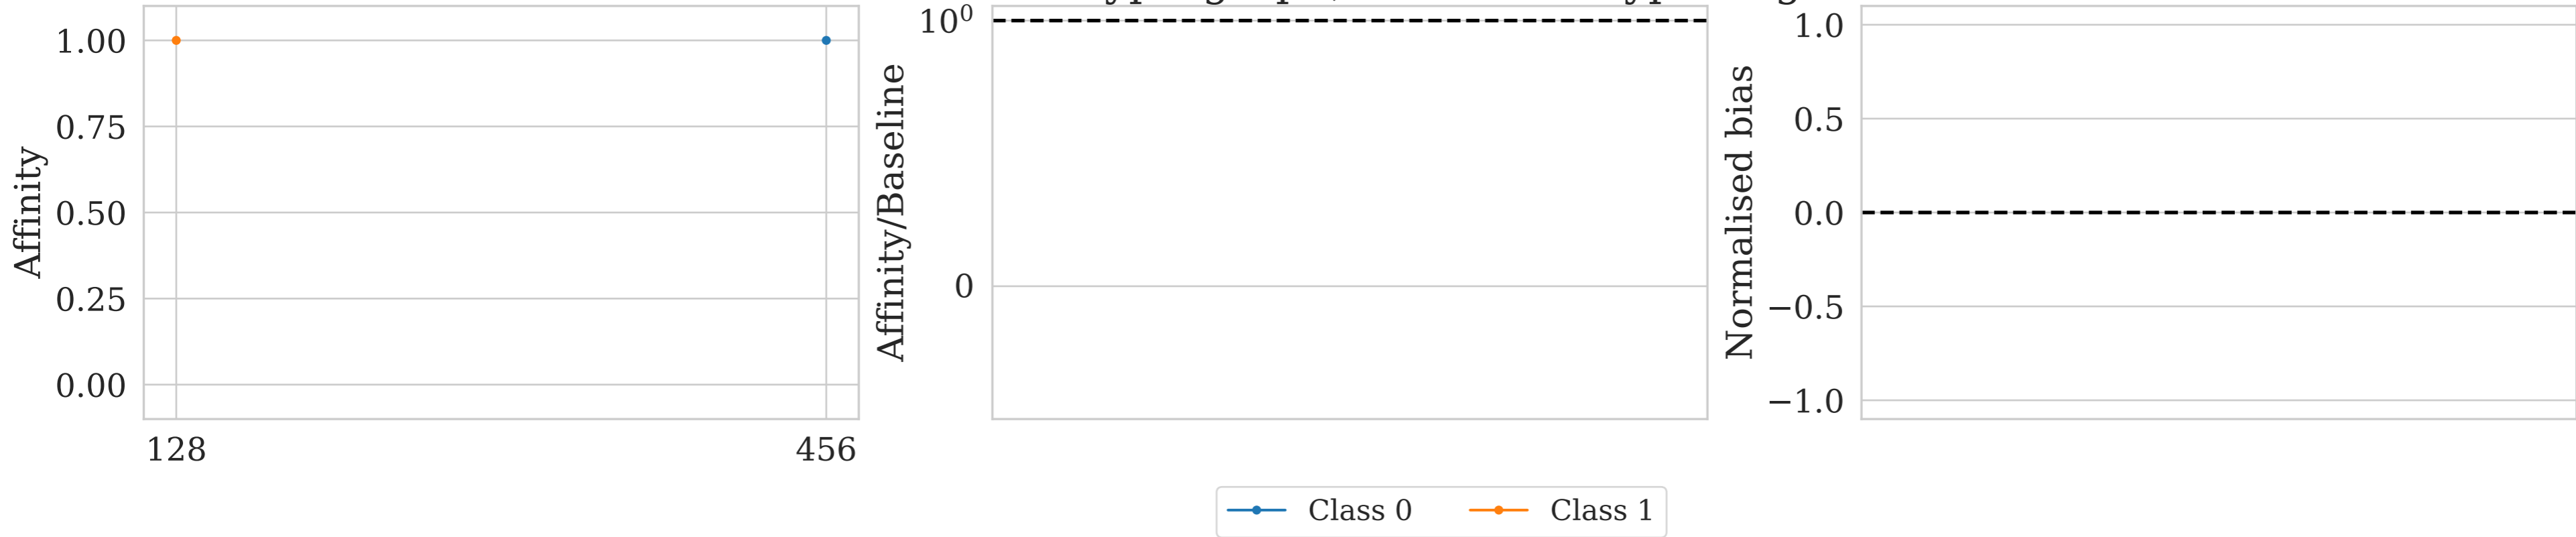 Affinity
1.00
0.75
0.50
0.25
0.00
128
456
Affinity/Baseline
10⁰
0
Normalised bias
1.0
0.5
0.0
−0.5
−1.0
Class 0
Class 1